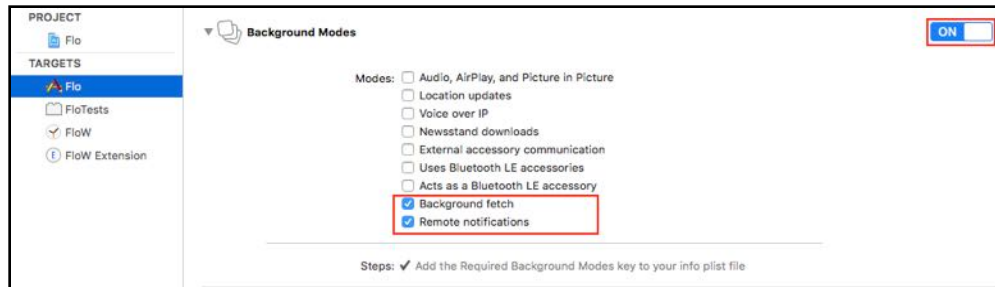 PROJECT
Flo
TARGETS
Flo
FloTests
FloW
FloW Extension
Background Modes
ON
Modes: Audio, AirPlay, and Picture in Picture
Location updates
Voice over IP
Newsstand downloads
External accessory communication
Uses Bluetooth LE accessories
Acts as a Bluetooth LE accessory
Background fetch
Remote notifications
Steps: ✓ Add the Required Background Modes key to your info plist file